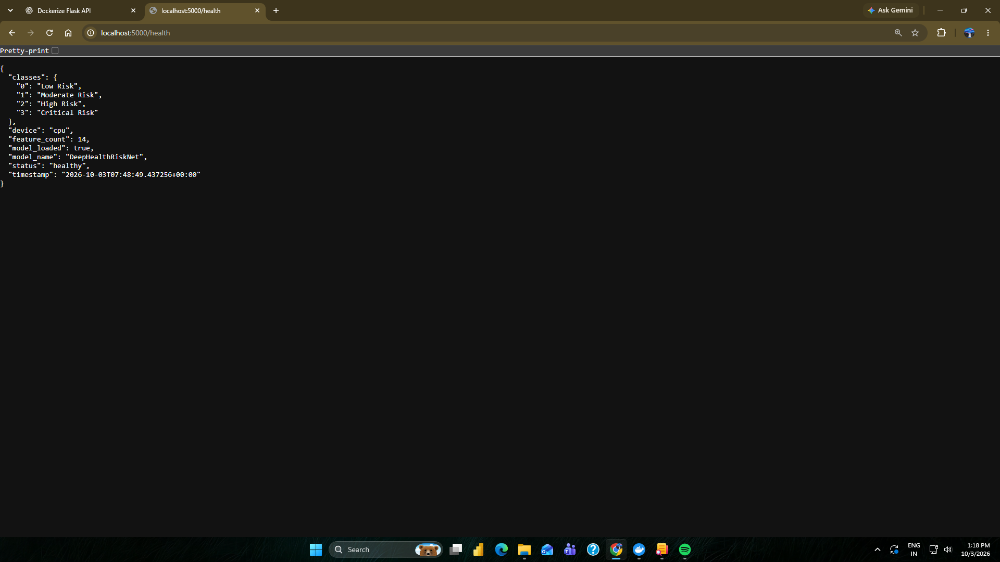 Dockerize Flask API
localhost:5000/health
Ask Gemini
localhost:5000/health
Pretty-print
{
  "classes": {
    "0": "Low Risk",
    "1": "Moderate Risk",
    "2": "High Risk",
    "3": "Critical Risk"
  },
  "device": "cpu",
  "feature_count": 14,
  "model_loaded": true,
  "model_name": "DeepHealthRiskNet",
  "status": "healthy",
  "timestamp": "2026-10-03T07:48:49.437256+00:00"
}
Search
ENG
IN
1:18 PM
10/3/2026